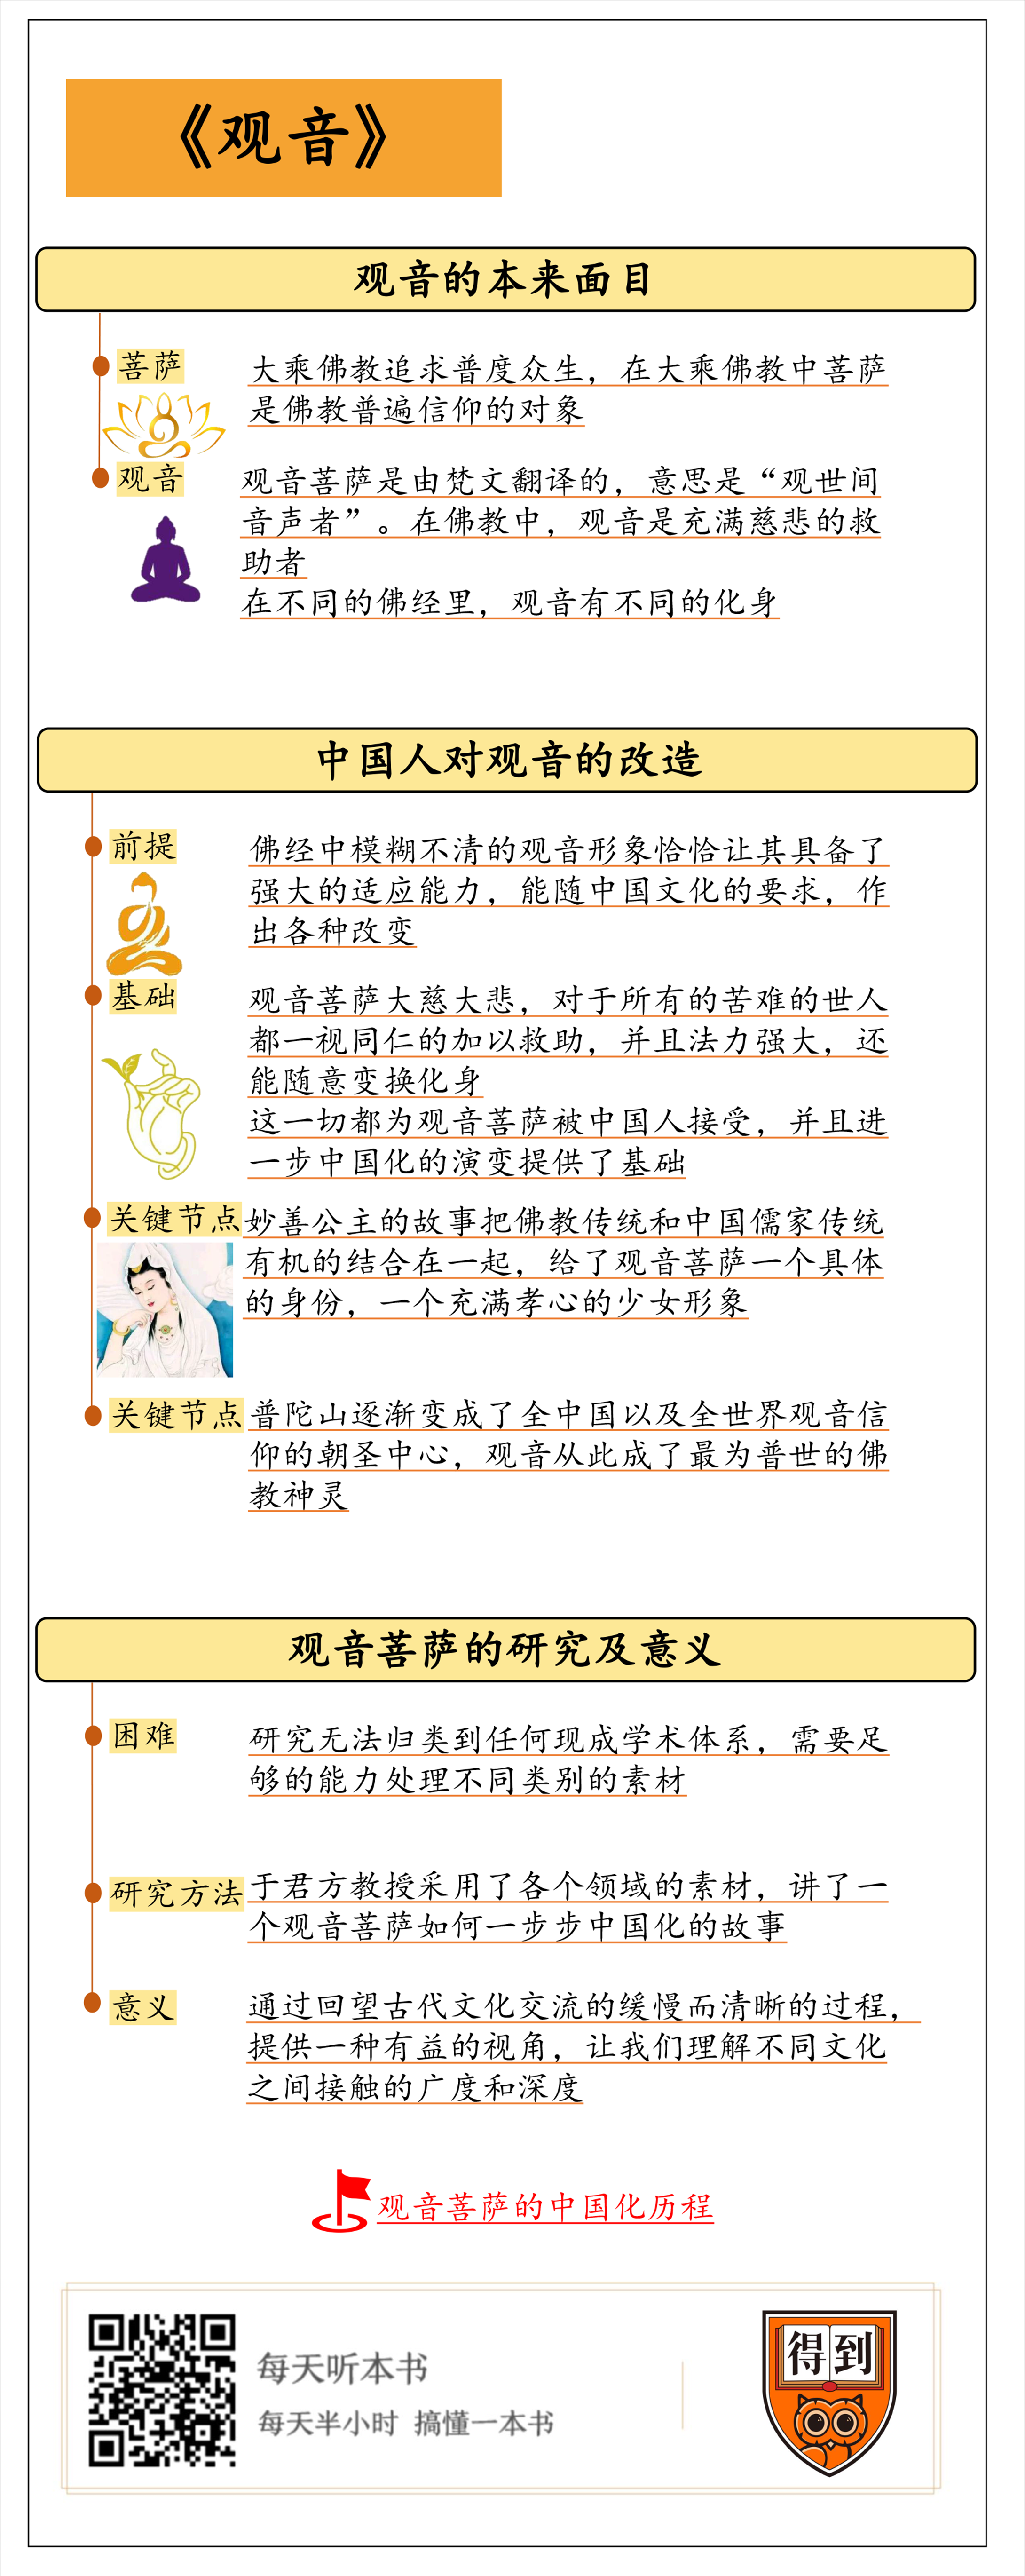 《观音》
观音的本来面目
菩萨
大乘佛教追求普度众生，在大乘佛教中菩萨
是佛教普遍信仰的对象
观音
观音菩萨是由梵文翻译的，意思是“观世间
音声者”。在佛教中，观音是充满慈悲的救
助者
在不同的佛经里，观音有不同的化身
中国人对观音的改造
前提
佛经中模糊不清的观音形象恰恰让其具备了
强大的适应能力，能随中国文化的要求，作
出各种改变
基础
观音菩萨大慈大悲，对于所有的苦难的世人
都一视同仁的加以救助，并且法力强大，还
能随意变换化身
这一切都为观音菩萨被中国人接受，并且进
一步中国化的演变提供了基础
关键节点
妙善公主的故事把佛教传统和中国儒家传统
有机的结合在一起，给了观音菩萨一个具体
的身份，一个充满孝心的少女形象
关键节点
普陀山逐渐变成了全中国以及全世界观音信
仰的朝圣中心，观音从此成了最为普世的佛
教神灵
观音菩萨的研究及意义
困难
研究无法归类到任何现成学术体系，需要足
够的能力处理不同类别的素材
研究方法
于君方教授采用了各个领域的素材，讲了一
个观音菩萨如何一步步中国化的故事
意义
通过回望古代文化交流的缓慢而清晰的过程，
提供一种有益的视角，让我们理解不同文化
之间接触的广度和深度
观音菩萨的中国化历程
每天听本书
每天半小时 搞懂一本书
得到